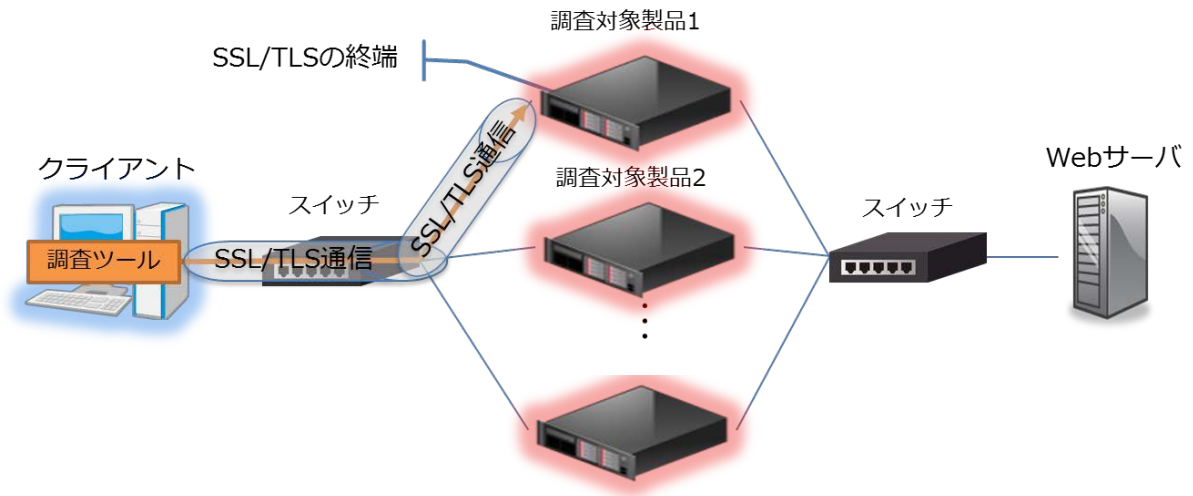 調査対象製品1
SSL/TLSの終端
SSL/TLS通信
クライアント
調査対象製品2
Webサーバ
スイッチ
スイッチ
調査ツール
SSL/TLS通信